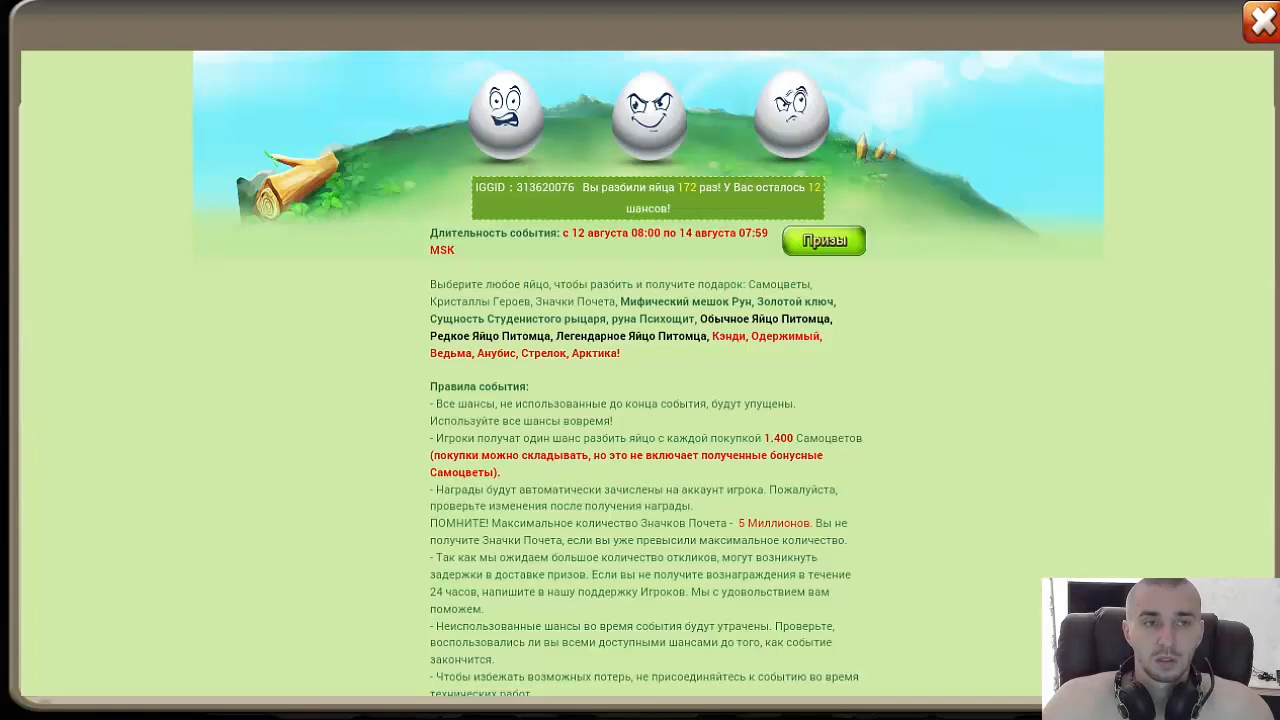 IGGID : 313620076 Вы разбили яйца 172 раз! У Вас осталось 12
шансов!
Длительность события: с 12 августа 08:00 по 14 августа 07:59
MSK
Призы
Выберите любое яйцо, чтобы разбить и получите подарок: Самоцветы,
Кристаллы Героев, Значки Почета, Мифический мешок Рун, Золотой ключ,
Сущность Студенистого рыцаря, руна Психощит, Обычное Яйцо Питомца,
Редкое Яйцо Питомца, Легендарное Яйцо Питомца, Кэнди, Одержимый,
Ведьма, Анубис, Стрелок, Арктика!
Правила события:
- Все шансы, не использованные до конца события, будут упущены.
Используйте все шансы вовремя!
- Игроки получат один шанс разбить яйцо с каждой покупкой 1.400 Самоцветов
(покупки можно складывать, но это не включает полученные бонусные
Самоцветы).
- Награды будут автоматически зачислены на аккаунт игрока. Пожалуйста,
проверьте изменения после получения награды.
ПОМНИТЕ! Максимальное количество Значков Почета - 5 Миллионов. Вы не
получите Значки Почета, если вы уже превысили максимальное количество.
- Так как мы ожидаем большое количество откликов, могут возникнуть
задержки в доставке призов. Если вы не получите вознаграждения в течение
24 часов, напишите в нашу поддержку Игроков. Мы с удовольствием вам
поможем.
- Неиспользованные шансы во время события будут утрачены. Проверьте,
воспользовались ли вы всеми доступными шансами до того, как событие
закончится.
- Чтобы избежать возможных потерь, не присоединяйтесь к событию во время
технических работ.